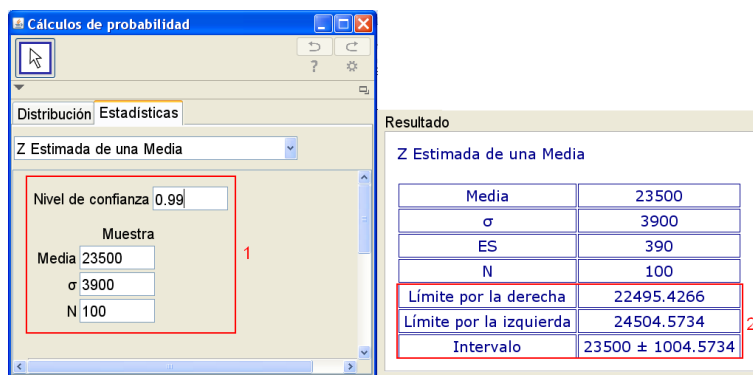 Cálculos de probabilidad
?
Distribución Estadísticas
Z Estimada de una Media
Nivel de confianza 0.99
Muestra
Media 23500
σ 3900
N 100
1
Resultado
Z Estimada de una Media
Media 23500
σ 3900
ES 390
N 100
Límite por la derecha 22495.4266
Límite por la izquierda 24504.5734
Intervalo 23500 ± 1004.5734
2